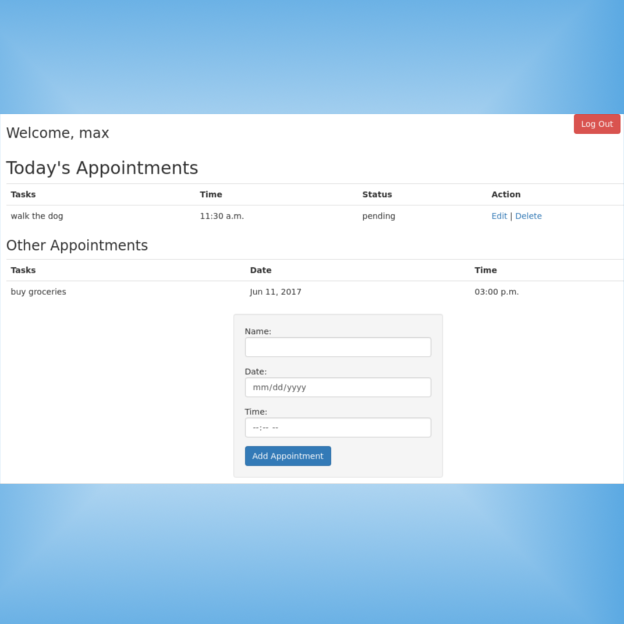 Log Out
Welcome, max
Today's Appointments
Tasks Time Status Action
walk the dog 11:30 a.m. pending Edit | Delete
Other Appointments
Tasks Date Time
buy groceries Jun 11, 2017 03:00 p.m.
Name:
Date:
mm/dd/yyyy
Time:
--:-- --
Add Appointment